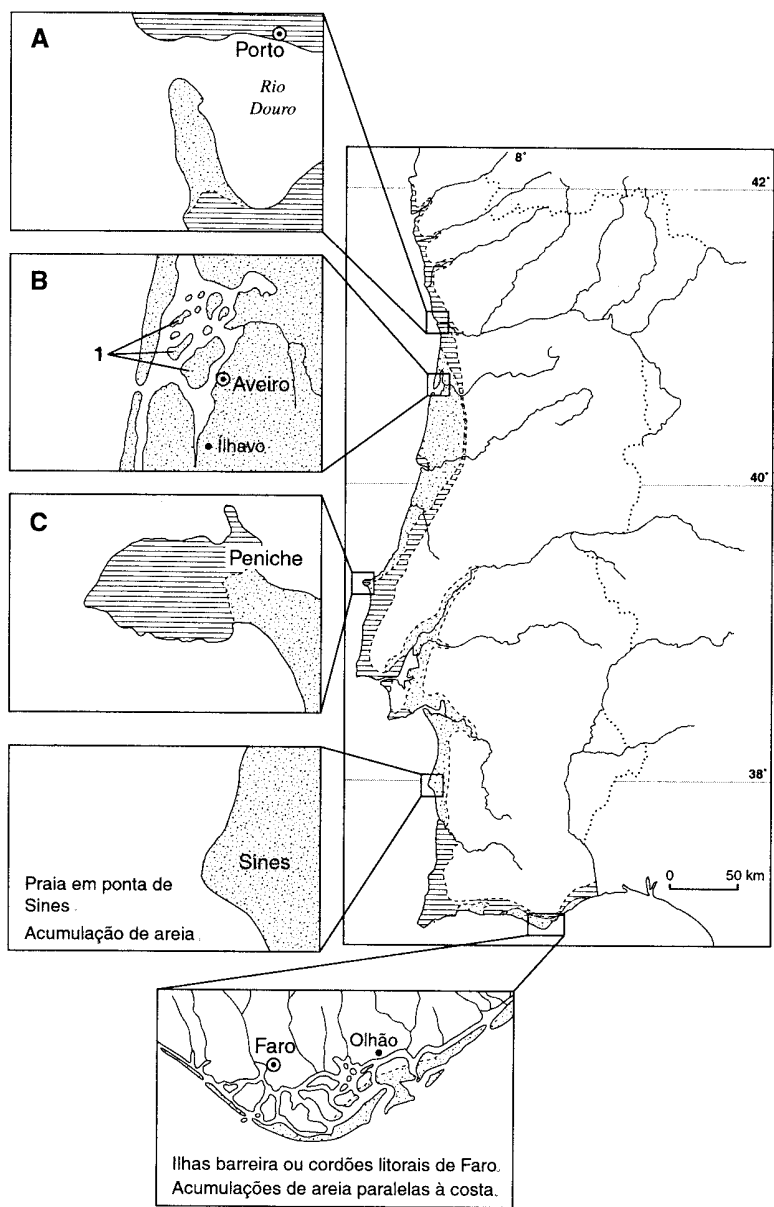 A
Porto
Rio
Douro
B
1
Aveiro
Ílhavo
C
Peniche
Sines
Praia em ponta de
Sines
Acumulação de areia
8°
42°
40°
38°
0 50 km
Faro
Olhão
Ilhas barreira ou cordões litorais de Faro.
Acumulações de areia paralelas à costa.